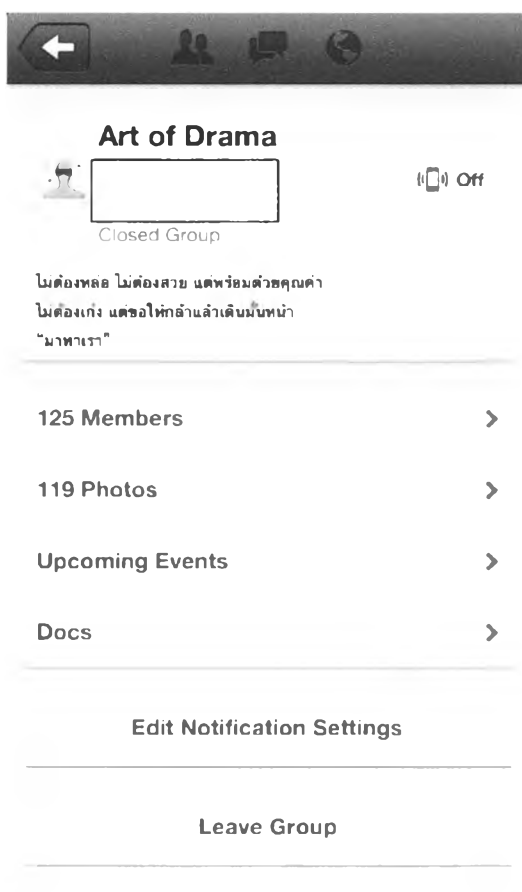 Art of Drama
Off
Closed Group
ไม่ต้องหล่อ ไม่ต้องสวย แต่พร้อมด้วยคุณค่า
ไม่ต้องเก่ง แต่ขอให้กล้าแล้วเดินมั่นหน้า
"มาหาเรา"
125 Members
119 Photos
Upcoming Events
Docs
Edit Notification Settings
Leave Group